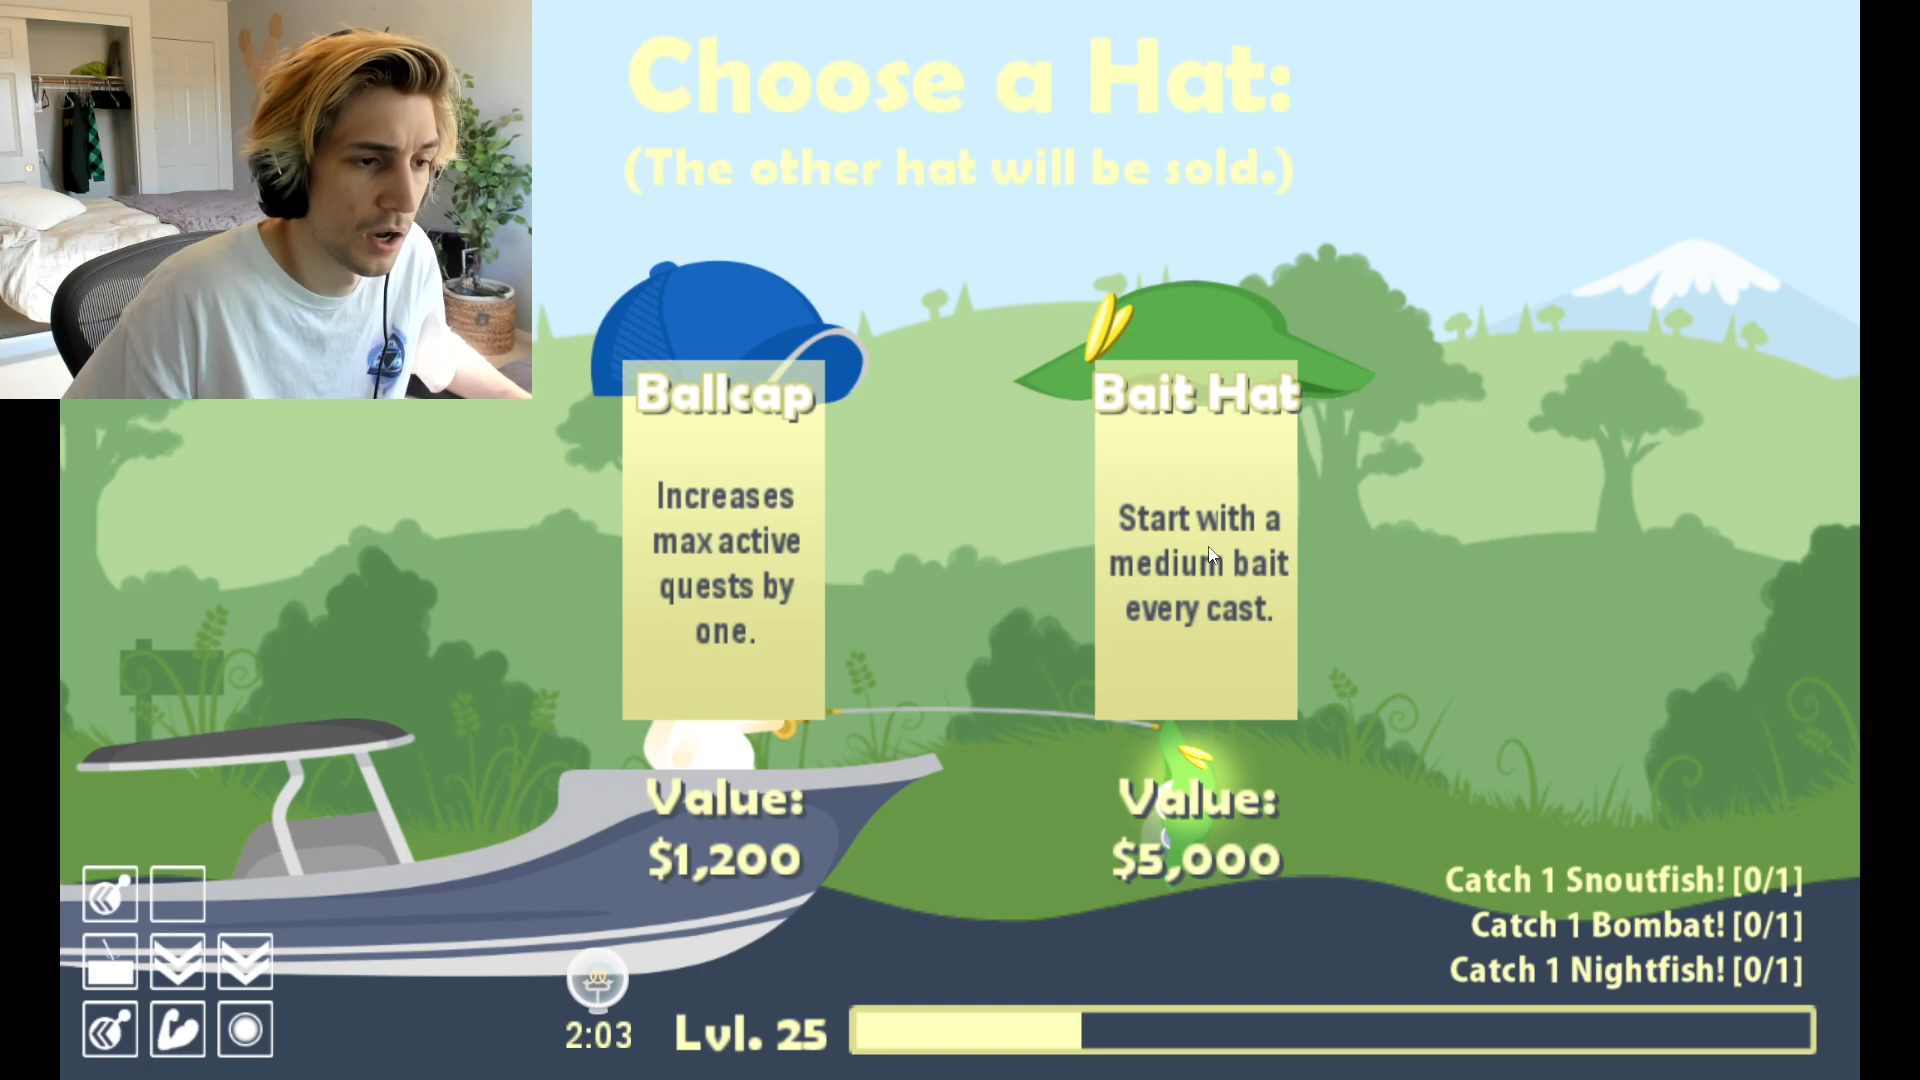 Choose a Hat:
(The other hat will be sold.)
Ballcap
Increases
max active
quests by
one.
Value:
$1,200
Bait Hat
Start with a
medium bait
every cast.
Value:
$5,000
Catch 1 Snoutfish! [0/1]
Catch 1 Bombat! [0/1]
Catch 1 Nightfish! [0/1]
2:03
Lvl. 25